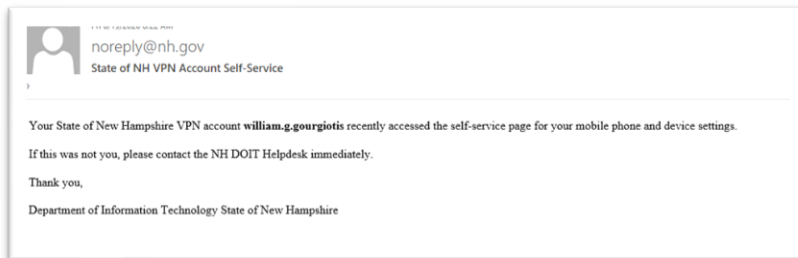 noreply@nh.gov
State of NH VPN Account Self-Service
Your State of New Hampshire VPN account william.g.gourgiotis recently accessed the self-service page for your mobile phone and device settings.
If this was not you, please contact the NH DOIT Helpdesk immediately.
Thank you,
Department of Information Technology State of New Hampshire